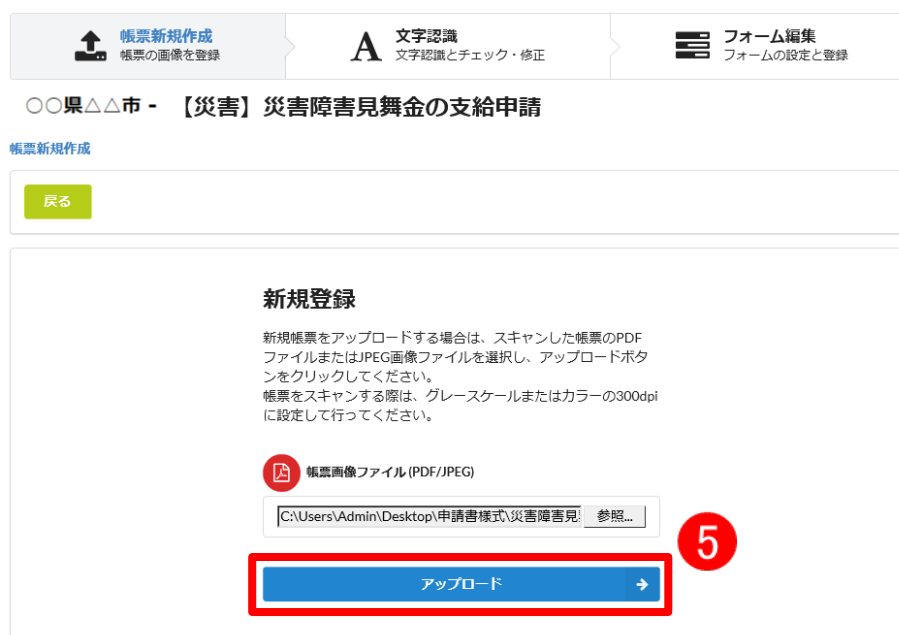 帳票新規作成
帳票の画像を登録
A 文字認識
文字認識とチェック・修正
フォーム編集
フォームの設定と登録
○○県△△市 - 【災害】災害障害見舞金の支給申請
帳票新規作成
戻る
新規登録
新規帳票をアップロードする場合は、スキャンした帳票のPDF
ファイルまたはJPEG画像ファイルを選択し、アップロードボタ
ンをクリックしてください。
帳票をスキャンする際は、グレースケールまたはカラーの300dpi
に設定して行ってください。
帳票画像ファイル(PDF/JPEG)
C:\Users\Admin\Desktop\申請書様式\災害障害見 参照...
5
アップロード